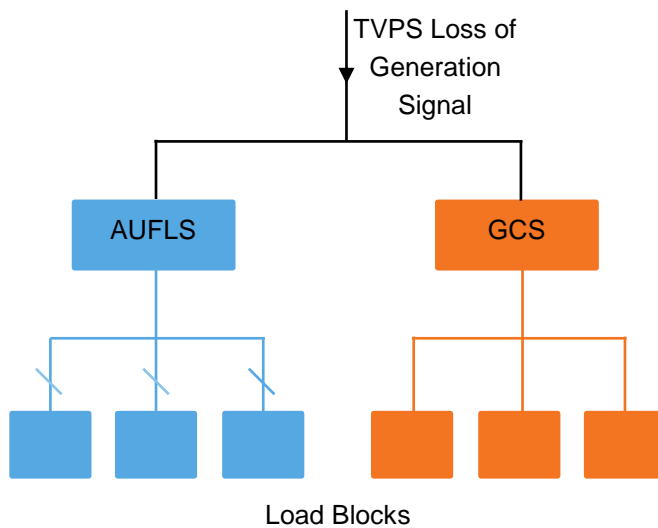 TVPS Loss of
Generation
Signal
AUFLS
GCS
Load Blocks